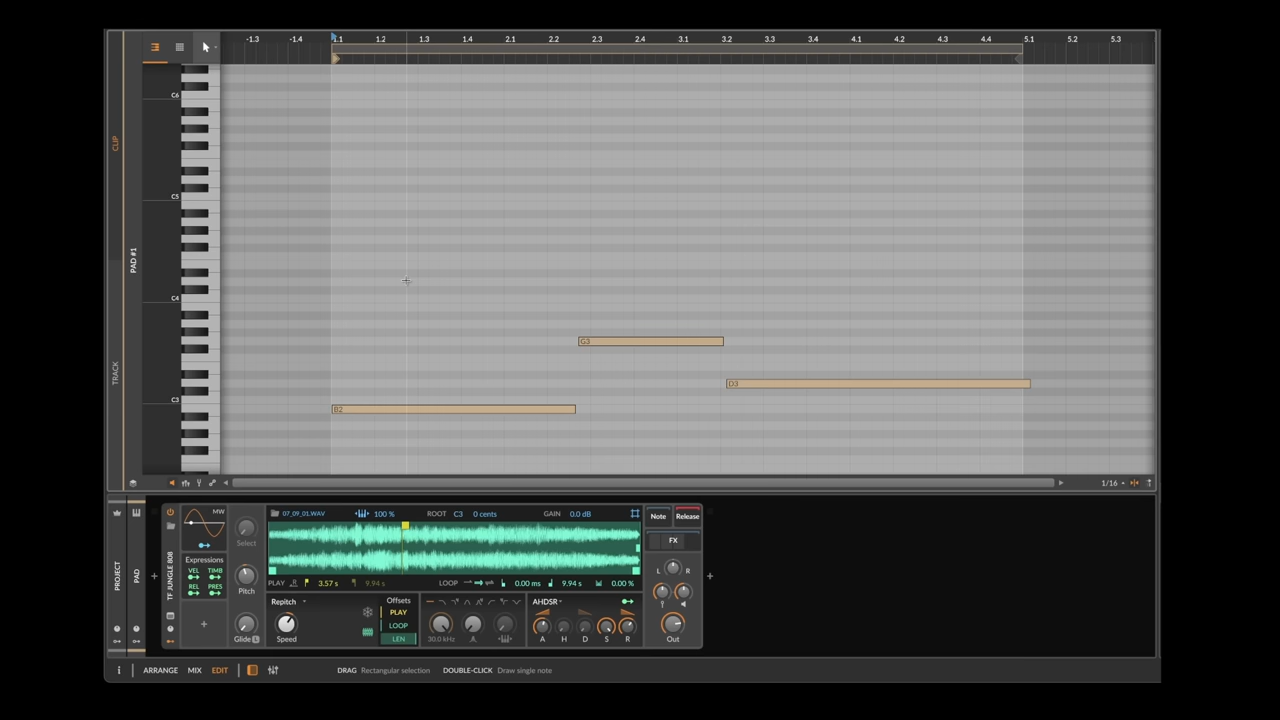 -1.3 -1.4 1.1 1.2 1.3 1.4 2.1 2.2 2.3 2.4 3.1 3.2 3.3 3.4 4.1 4.2 4.3 4.4 5.1 5.2 5.3
CLIP
TRACK
PAD #1
C6
C5
C4
C3
G3
D3
B2
1/16
PROJECT
PAD
TF JUNGLE 808
MW
Expressions
VEL TIMB
REL PRES
+
Select
Pitch
Glide L
07_09_01.WAV 100 % ROOT C3 0 cents GAIN 0.0 dB
PLAY 3.57 s 9.94 s LOOP 0.00 ms 9.94 s 0.00 %
Repitch
Speed
Offsets
PLAY
LOOP
LEN
30.0 kHz
AHDSR
A H D S R
Note Release
FX
L R
Out
+
+
i ARRANGE MIX EDIT DRAG Rectangular selection DOUBLE-CLICK Draw single note